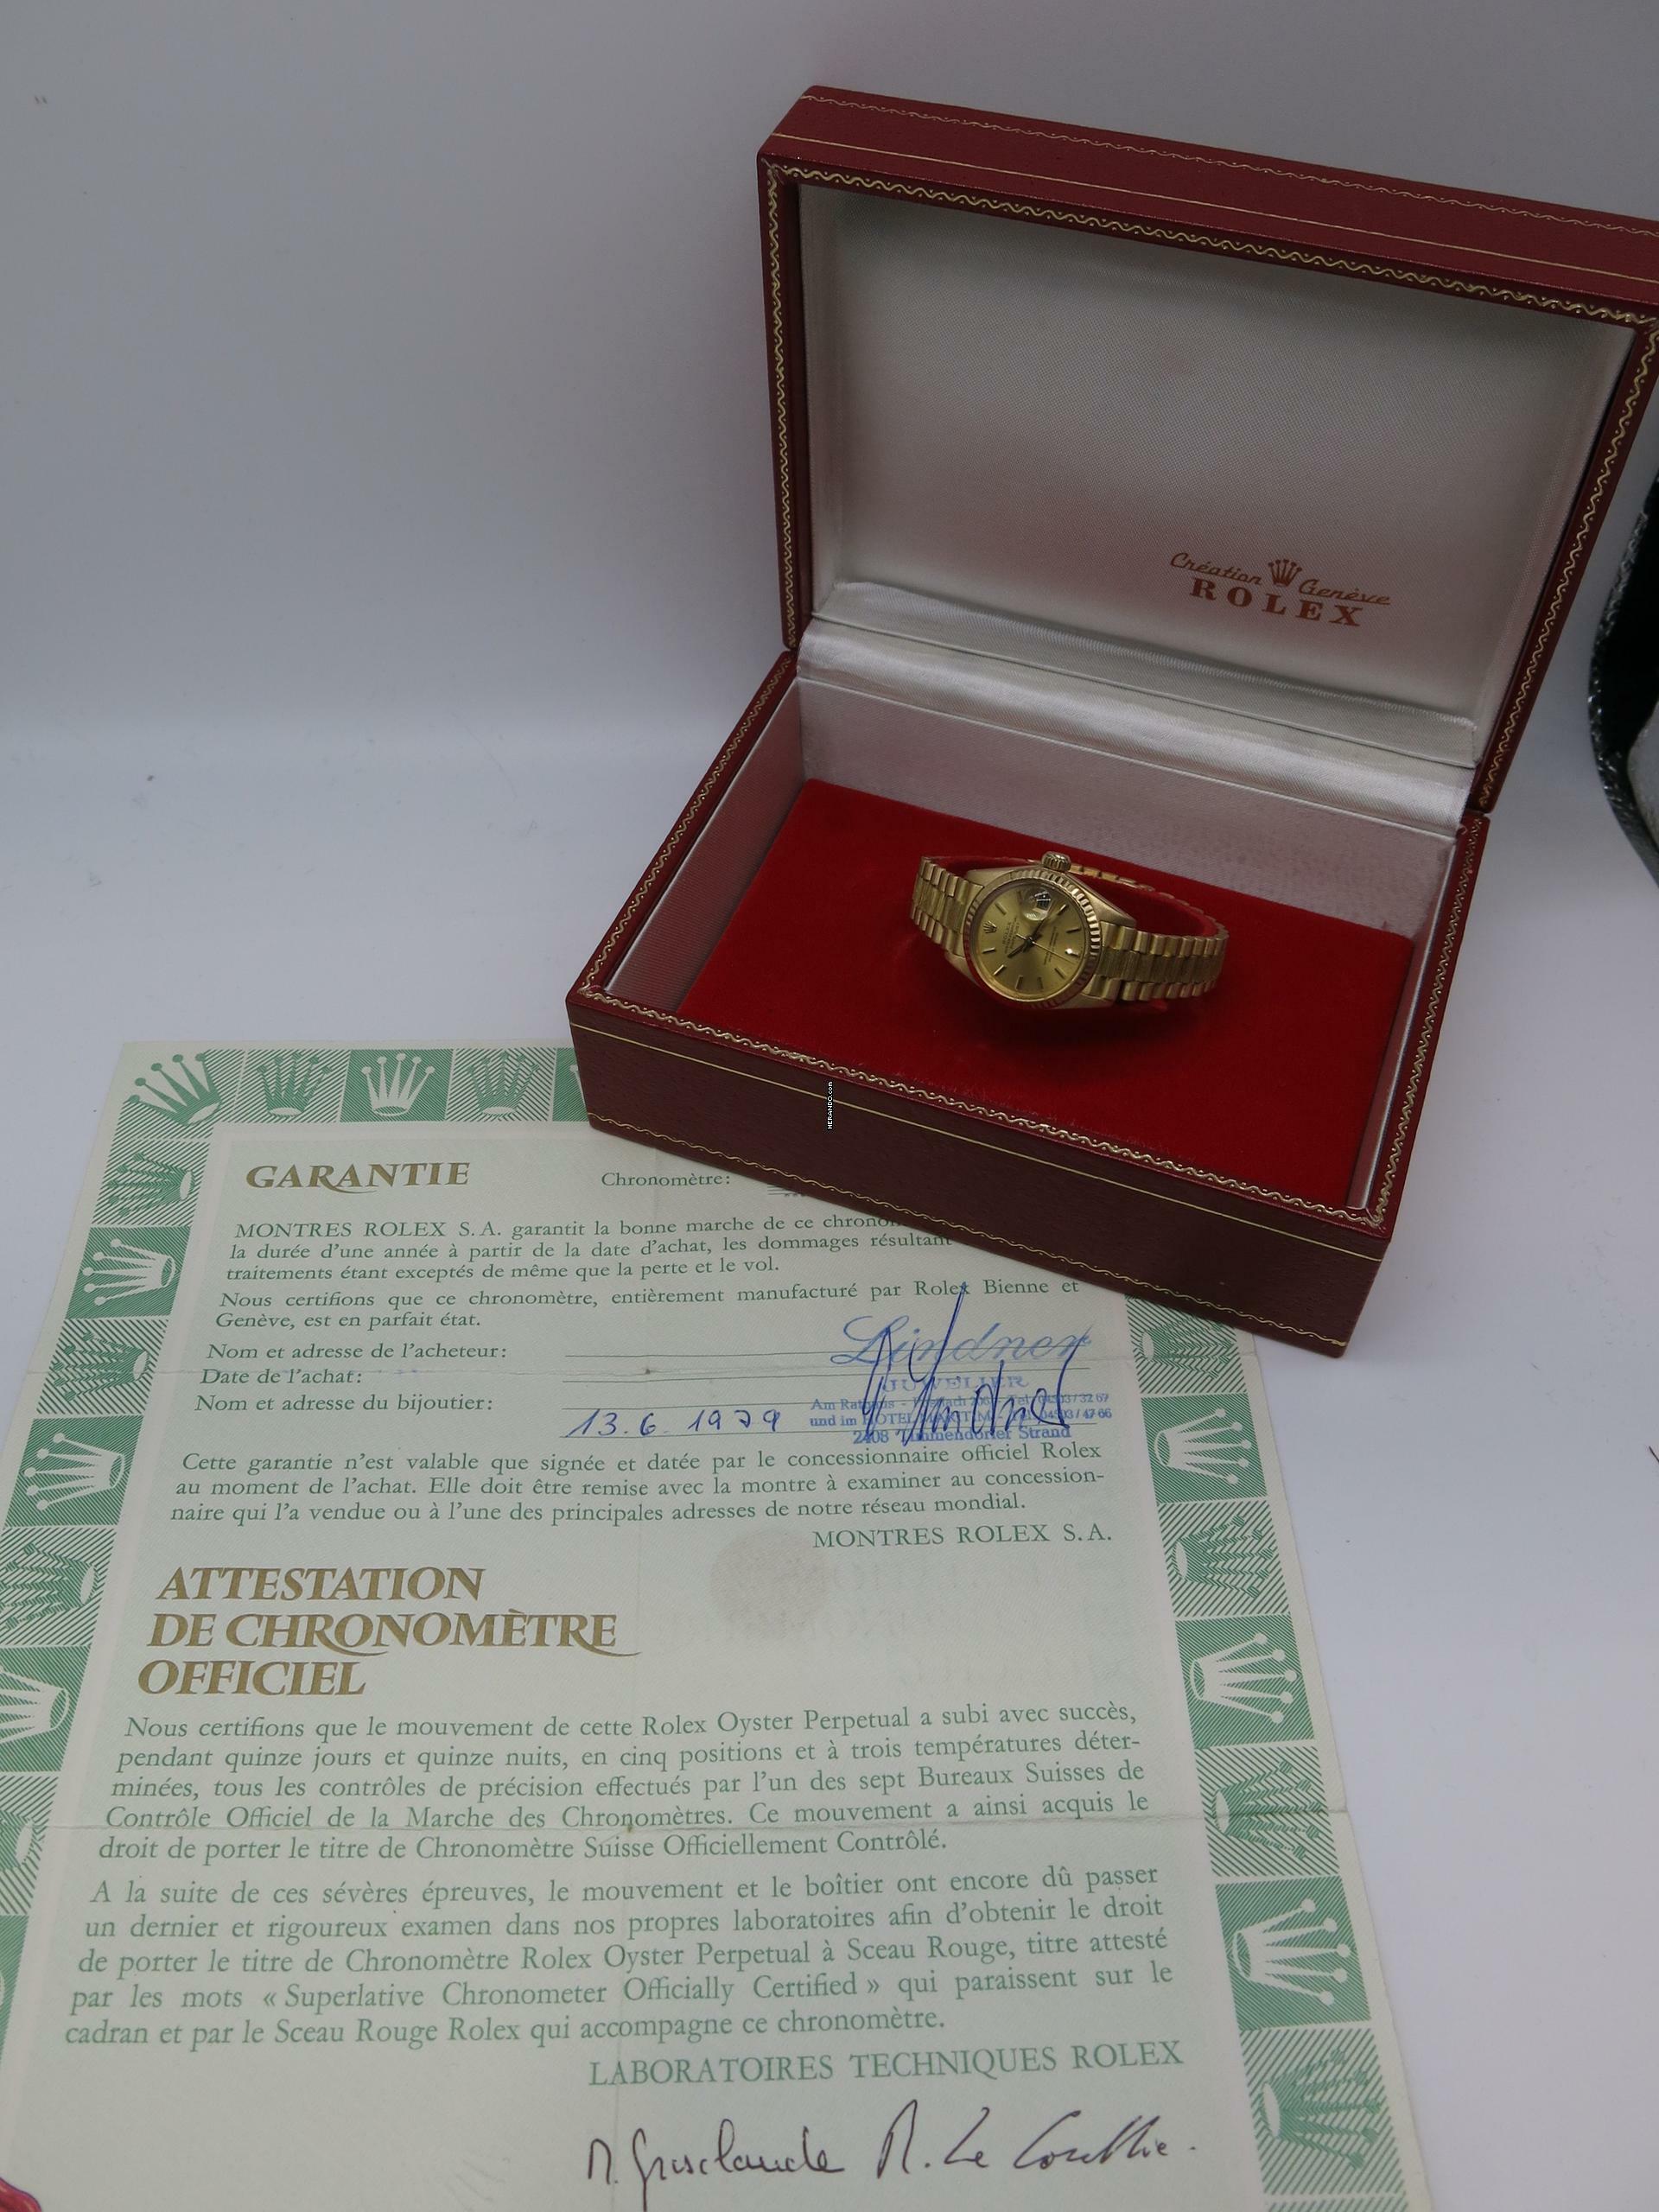 Création Genève
ROLEX
HERANDO.com
GARANTIE
Chronomètre:
MONTRES ROLEX S.A. garantit la bonne marche de ce
la durée d'une année à partir de la date d'achat, les dommages résultant
traitements étant exceptés de même que la perte et le vol.
Nous certifions que ce chronomètre, entièrement manufacturé par Rolex Bienne et
Genève, est en parfait état.
Nom et adresse de l'acheteur:
Date de l'achat:
Nom et adresse du bijoutier:
13.6.1979
Lindner
JUWELIER
Am
und im HOTEL
2408 Timmendorfer Strand
Cette garantie n'est valable que signée et datée par le concessionnaire officiel Rolex
au moment de l'achat. Elle doit être remise avec la montre à examiner au concession-
naire qui l'a vendue ou à l'une des principales adresses de notre réseau mondial.
MONTRES ROLEX S.A.
ATTESTATION
DE CHRONOMÈTRE
OFFICIEL
Nous certifions que le mouvement de cette Rolex Oyster Perpetual a subi avec succès,
pendant quinze jours et quinze nuits, en cinq positions et à trois températures déter-
minées, tous les contrôles de précision effectués par l'un des sept Bureaux Suisses de
Contrôle Officiel de la Marche des Chronomètres. Ce mouvement a ainsi acquis le
droit de porter le titre de Chronomètre Suisse Officiellement Contrôlé.
A la suite de ces sévères épreuves, le mouvement et le boîtier ont encore dû passer
un dernier et rigoureux examen dans nos propres laboratoires afin d'obtenir le droit
de porter le titre de Chronomètre Rolex Oyster Perpetual à Sceau Rouge, titre attesté
par les mots « Superlative Chronometer Officially Certified » qui paraissent sur le
cadran et par le Sceau Rouge Rolex qui accompagne ce chronomètre.
LABORATOIRES TECHNIQUES ROLEX